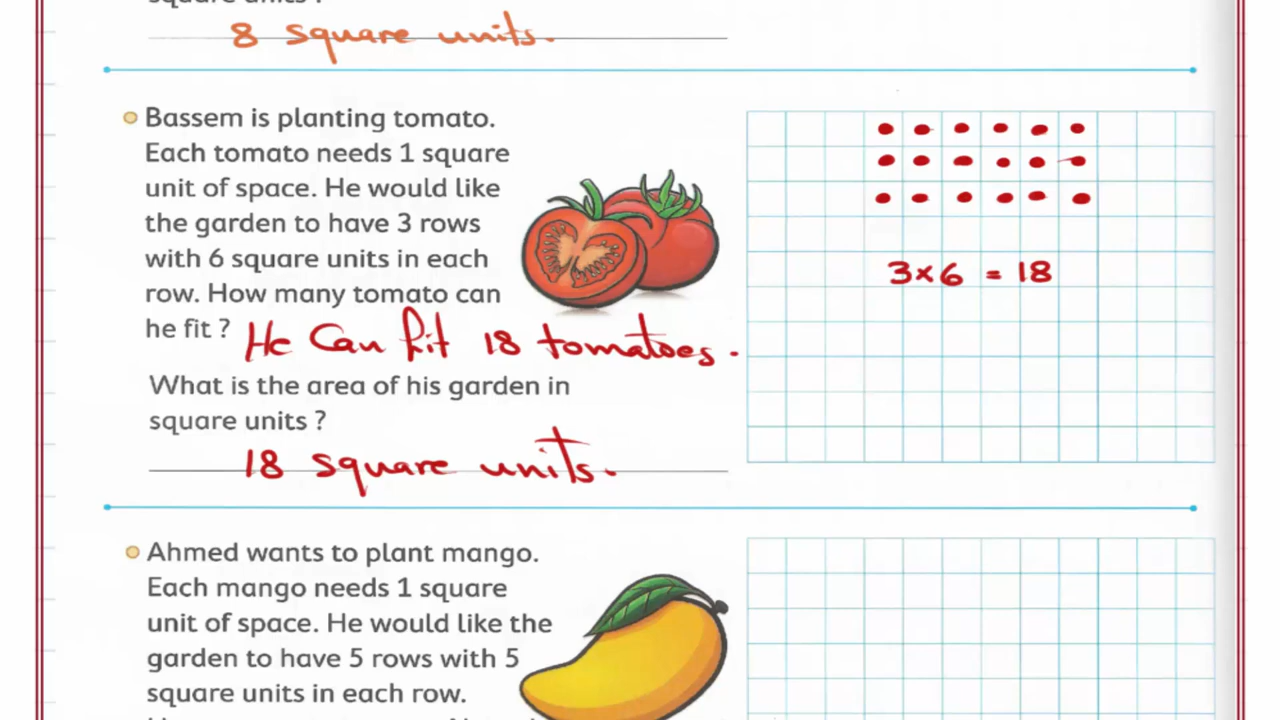 square units ?
8 square units.
Bassem is planting tomato.
Each tomato needs 1 square
unit of space. He would like
the garden to have 3 rows
with 6 square units in each
row. How many tomato can
he fit ? He Can fit 18 tomatoes.
3×6 = 18
What is the area of his garden in
square units ?
18 square units.
Ahmed wants to plant mango.
Each mango needs 1 square
unit of space. He would like the
garden to have 5 rows with 5
square units in each row.